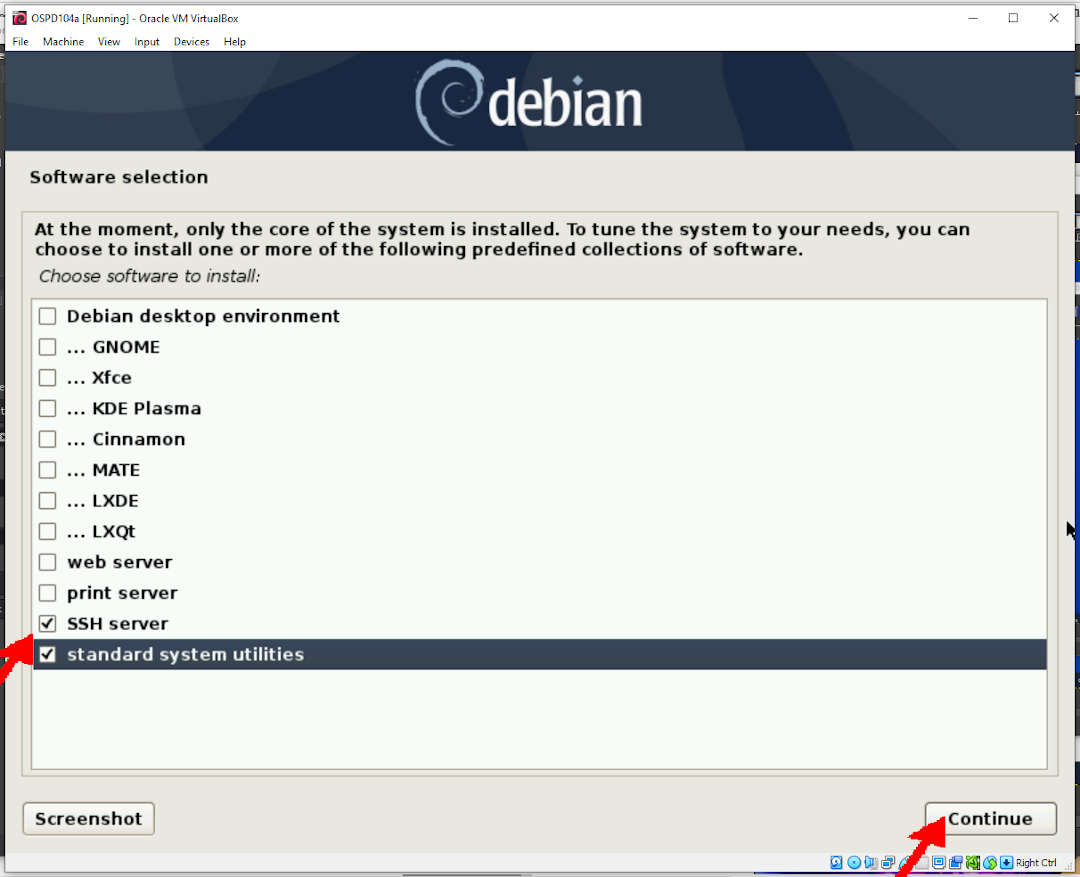 OSPD104a [Running] - Oracle VM VirtualBox
File Machine View Input Devices Help
debian
Software selection
At the moment, only the core of the system is installed. To tune the system to your needs, you can
choose to install one or more of the following predefined collections of software.
Choose software to install:
Debian desktop environment
... GNOME
... Xfce
... KDE Plasma
... Cinnamon
... MATE
... LXDE
... LXQt
web server
print server
SSH server
standard system utilities
Screenshot
Continue
Right Ctrl